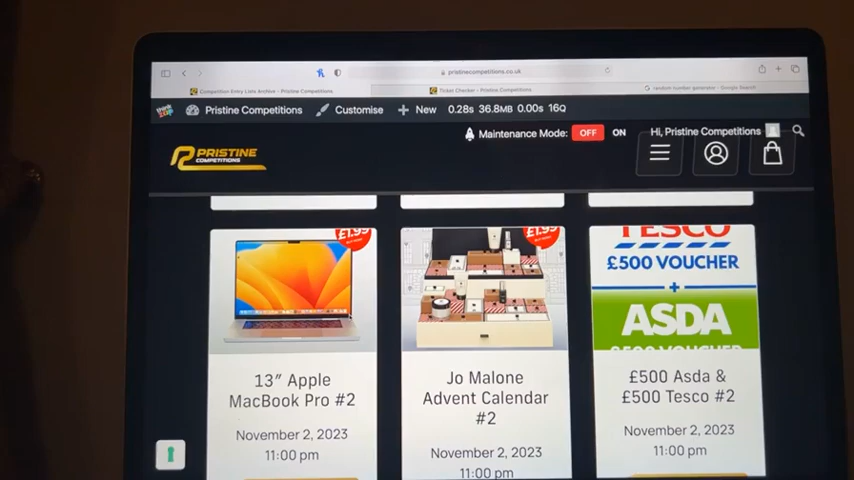 pristinecompetitions.co.uk
Competition Entry Lists Archive - Pristine Competitions
Ticket Checker - Pristine Competitions
random number generator - Google Search
Pristine Competitions
Customise
New
0.28s 36.8MB 0.00s 16Q
Maintenance Mode: OFF ON
Hi, Pristine Competitions
PRISTINE
COMPETITIONS
£1.95
£1.95
TESCO
£500 VOUCHER
+
ASDA
£500 VOUCHER
13" Apple
MacBook Pro #2
November 2, 2023
11:00 pm
Jo Malone
Advent Calendar
#2
November 2, 2023
11:00 pm
£500 Asda &
£500 Tesco #2
November 2, 2023
11:00 pm